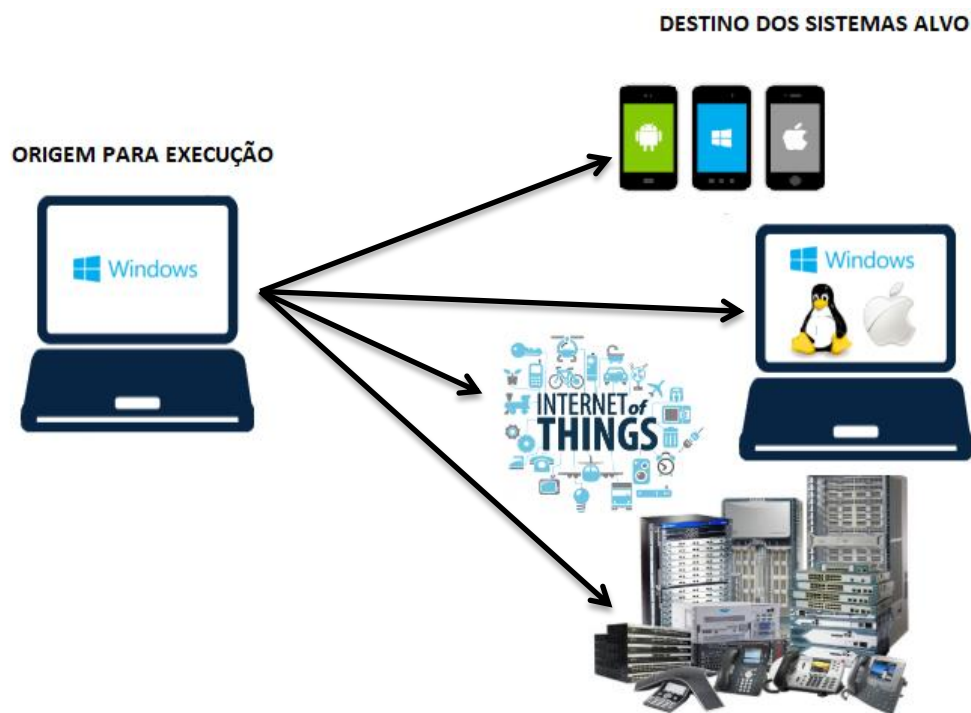 DESTINO DOS SISTEMAS ALVO
ORIGEM PARA EXECUÇÃO
Windows
Windows
INTERNET of
THINGS